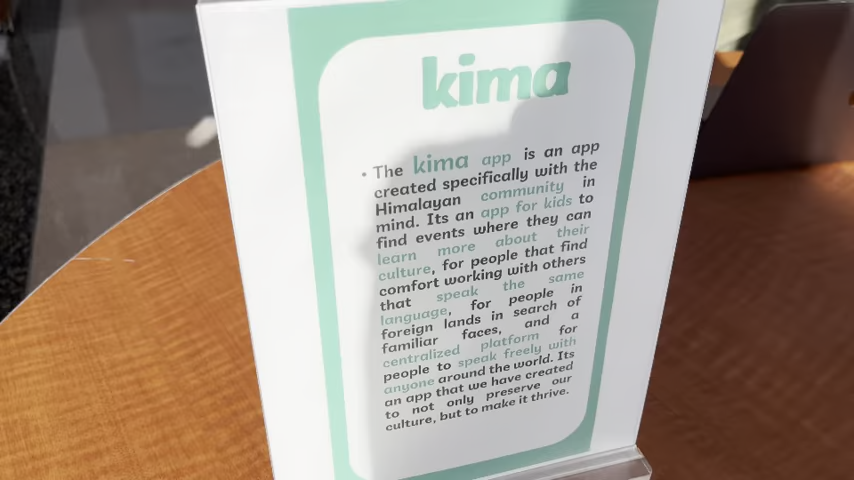 kima
• The kima app is an app
created specifically with the
Himalayan community in
mind. Its an app for kids to
find events where they can
learn more about their
culture, for people that find
comfort working with others
that speak the same
language, for people in
foreign lands in search of
familiar faces, and a
centralized platform for
people to speak freely with
anyone around the world. Its
an app that we have created
to not only preserve our
culture, but to make it thrive.